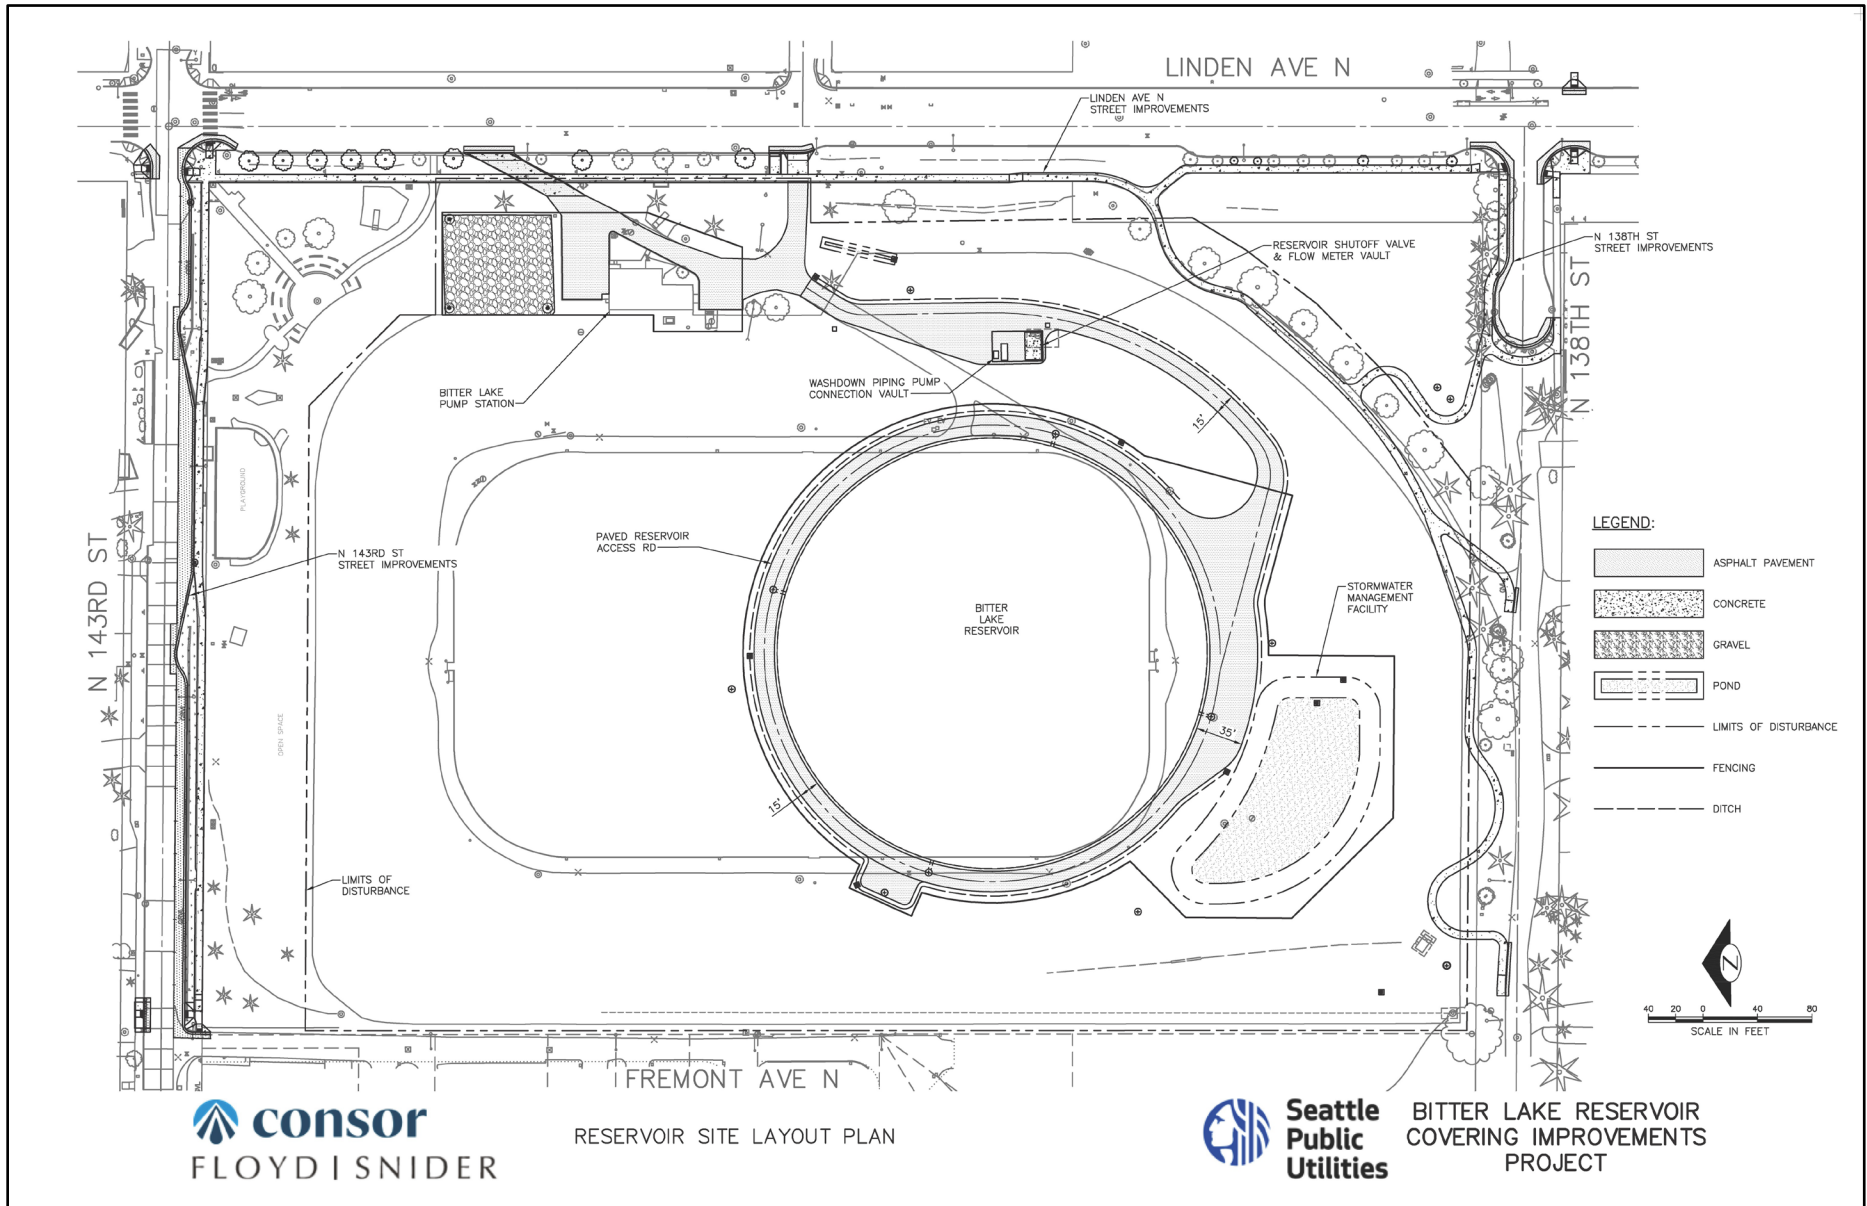 LINDEN AVE N
LINDEN AVE N
STREET IMPROVEMENTS
RESERVOIR SHUTOFF VALVE
& FLOW METER VAULT
N 138TH ST
STREET IMPROVEMENTS
N 138TH ST
BITTER LAKE
PUMP STATION
WASHDOWN PIPING PUMP
CONNECTION VAULT
15'
PLAYGROUND
N 143RD ST
N 143RD ST
STREET IMPROVEMENTS
PAVED RESERVOIR
ACCESS RD
BITTER
LAKE
RESERVOIR
STORMWATER
MANAGEMENT
FACILITY
OPEN SPACE
35'
15'
LIMITS OF
DISTURBANCE
LEGEND:
ASPHALT PAVEMENT
CONCRETE
GRAVEL
POND
LIMITS OF DISTURBANCE
FENCING
DITCH
Z
40 20 0 40 80
SCALE IN FEET
FREMONT AVE N
consor
FLOYD | SNIDER
RESERVOIR SITE LAYOUT PLAN
Seattle
Public
Utilities
BITTER LAKE RESERVOIR
COVERING IMPROVEMENTS
PROJECT